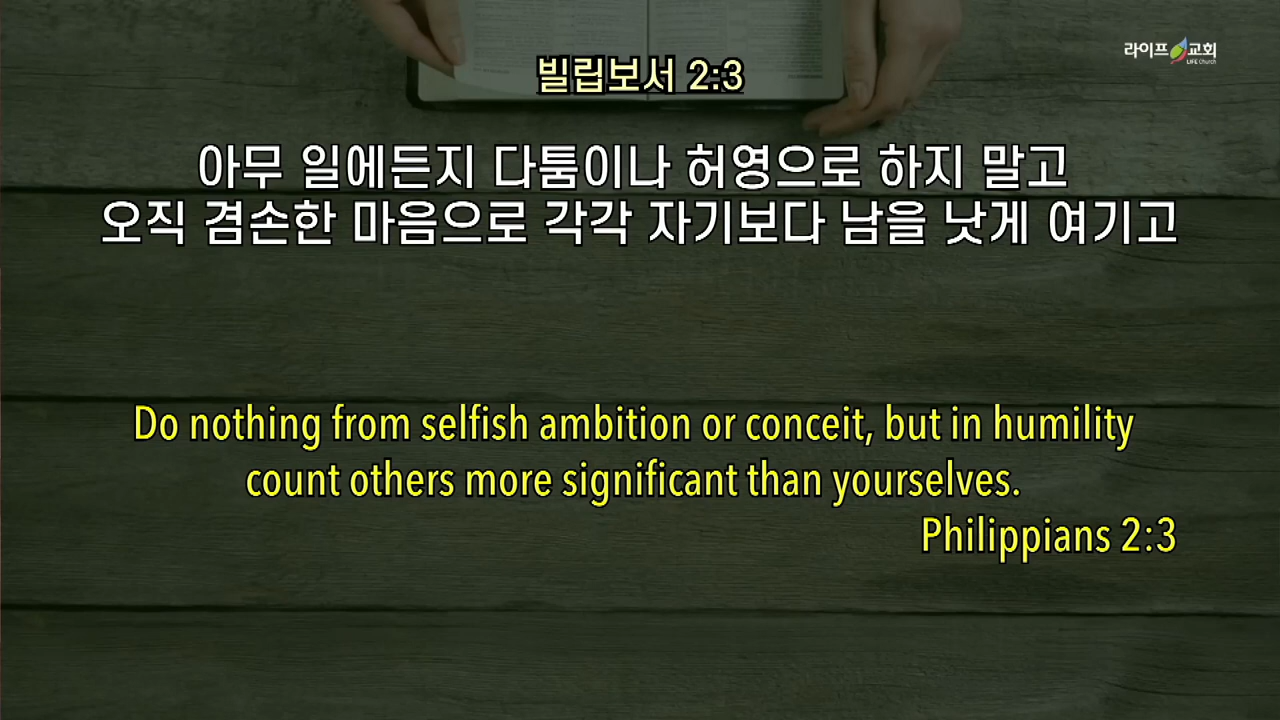 라이프 교회
LIFE Church
빌립보서 2:3
아무 일에든지 다툼이나 허영으로 하지 말고
오직 겸손한 마음으로 각각 자기보다 남을 낫게 여기고
Do nothing from selfish ambition or conceit, but in humility
count others more significant than yourselves.
Philippians 2:3